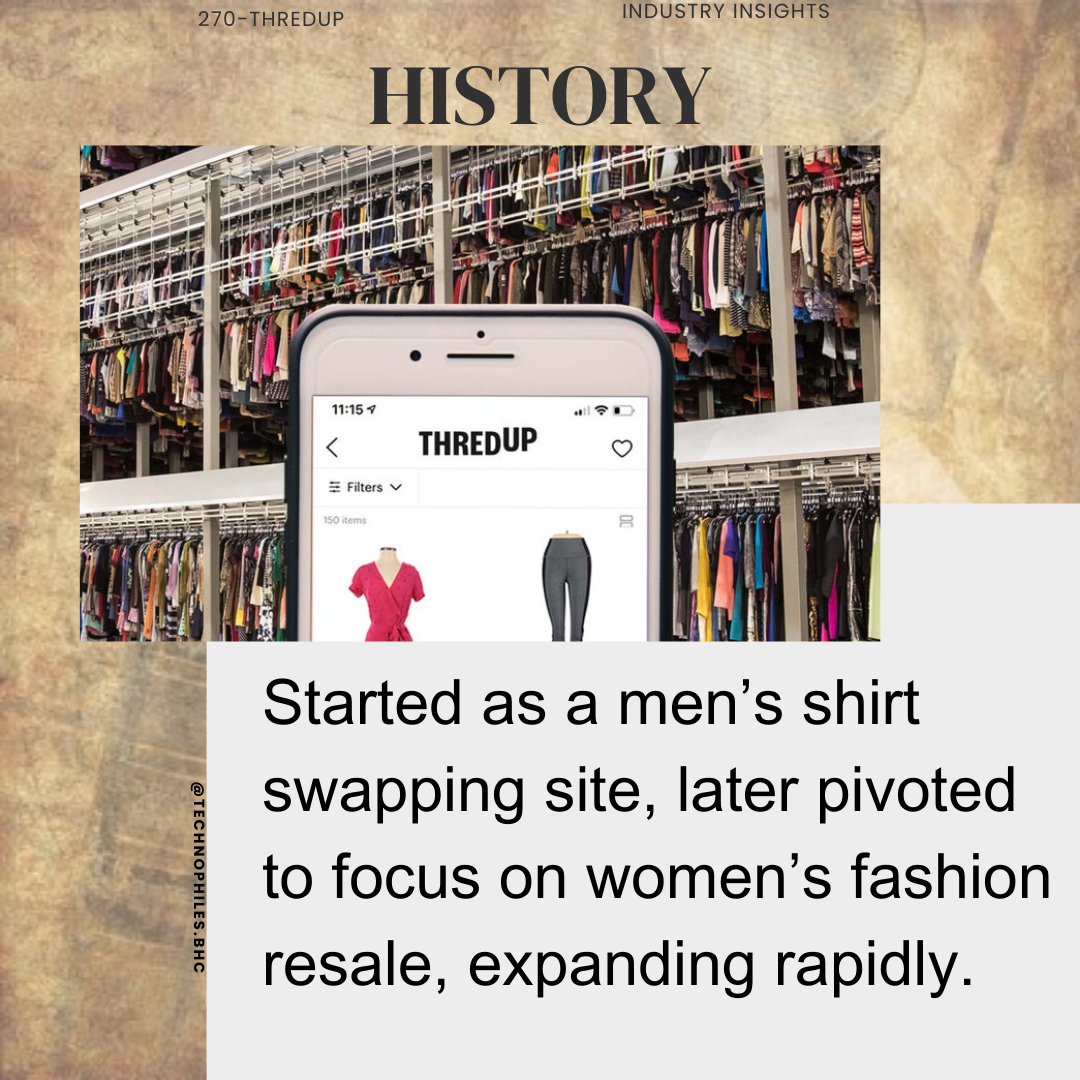 270-THREDUP
INDUSTRY INSIGHTS
HISTORY
11:15
THREDUP
Filters
150 items
Started as a men’s shirt
swapping site, later pivoted
to focus on women’s fashion
resale, expanding rapidly.
@TECHNOPHILES.BHC